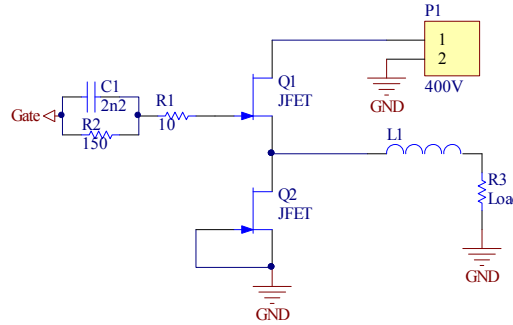 P1
1
2
400V
GND
C1
2n2
Gate
R2
150
R1
10
Q1
JFET
L1
Q2
JFET
R3
Loa
GND
GND